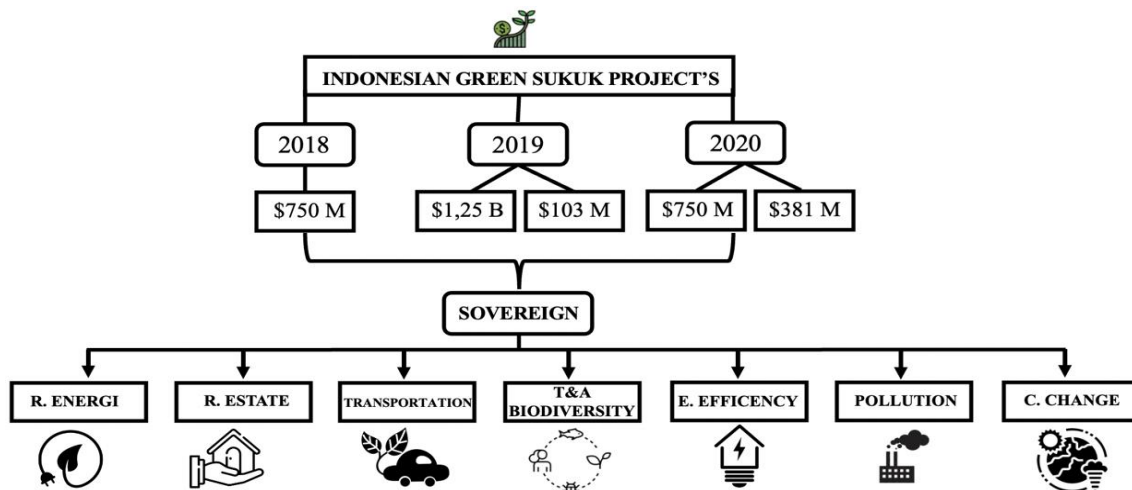 INDONESIAN GREEN SUKUK PROJECT'S
2018
2019
2020
$750 M
$1,25 B
$103 M
$750 M
$381 M
SOVEREIGN
R. ENERGI
R. ESTATE
TRANSPORTATION
T&A
BIODIVERSITY
E. EFFICENCY
POLLUTION
C. CHANGE